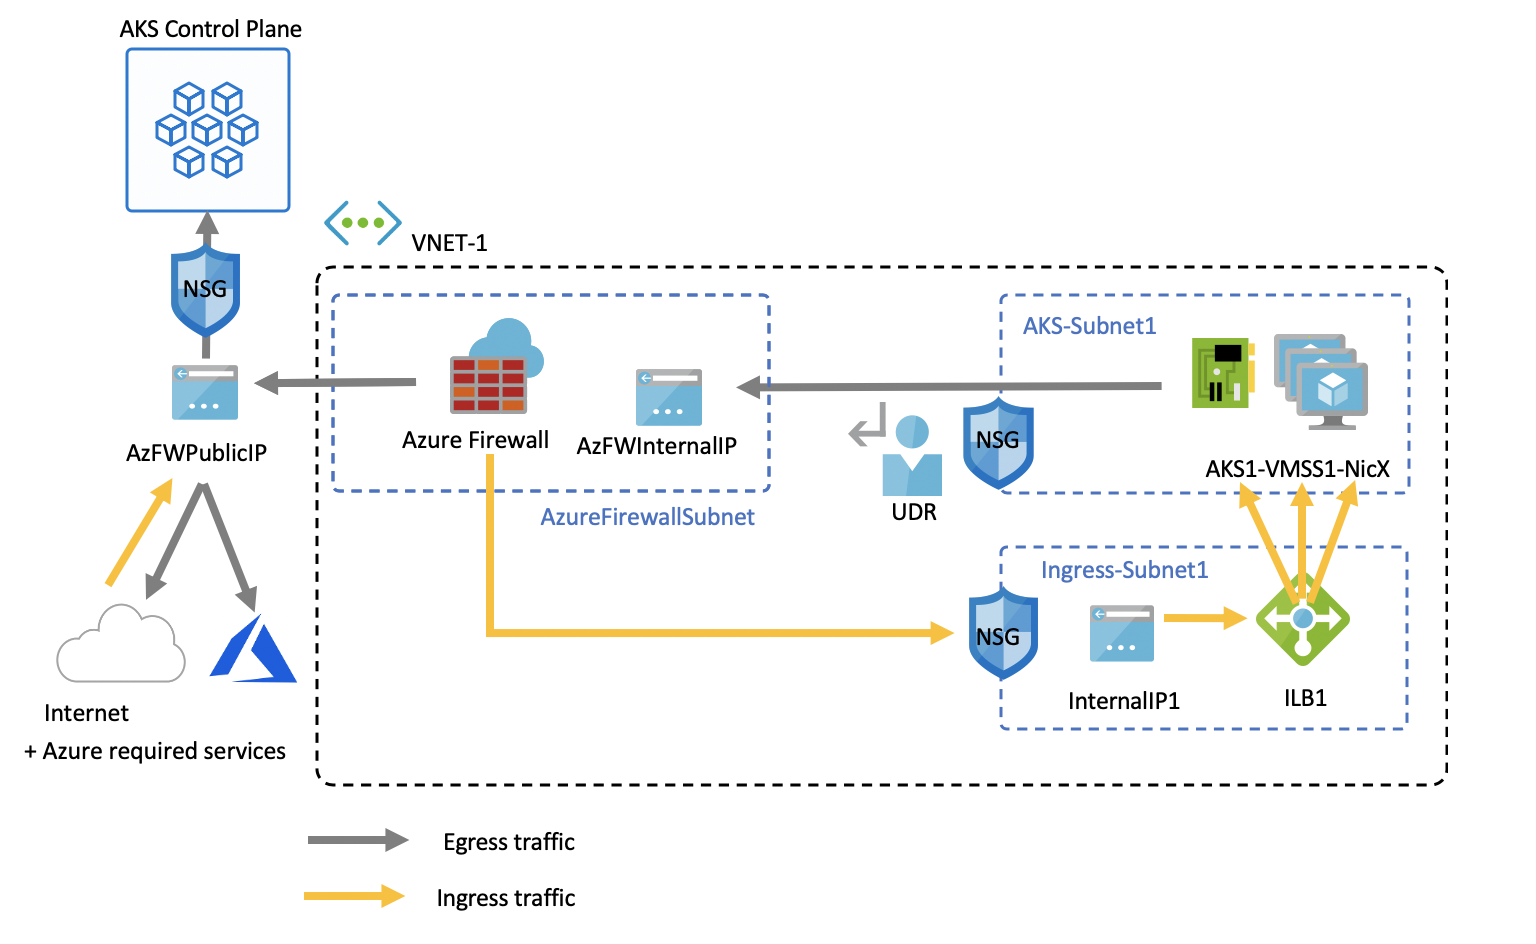 AKS Control Plane
NSG
VNET-1
AzFWPublicIP
Azure Firewall
AzFWInternalIP
AzureFirewallSubnet
AKS-Subnet1
NSG
UDR
AKS1-VMSS1-NicX
Ingress-Subnet1
NSG
InternalIP1
ILB1
Internet
+ Azure required services
Egress traffic
Ingress traffic